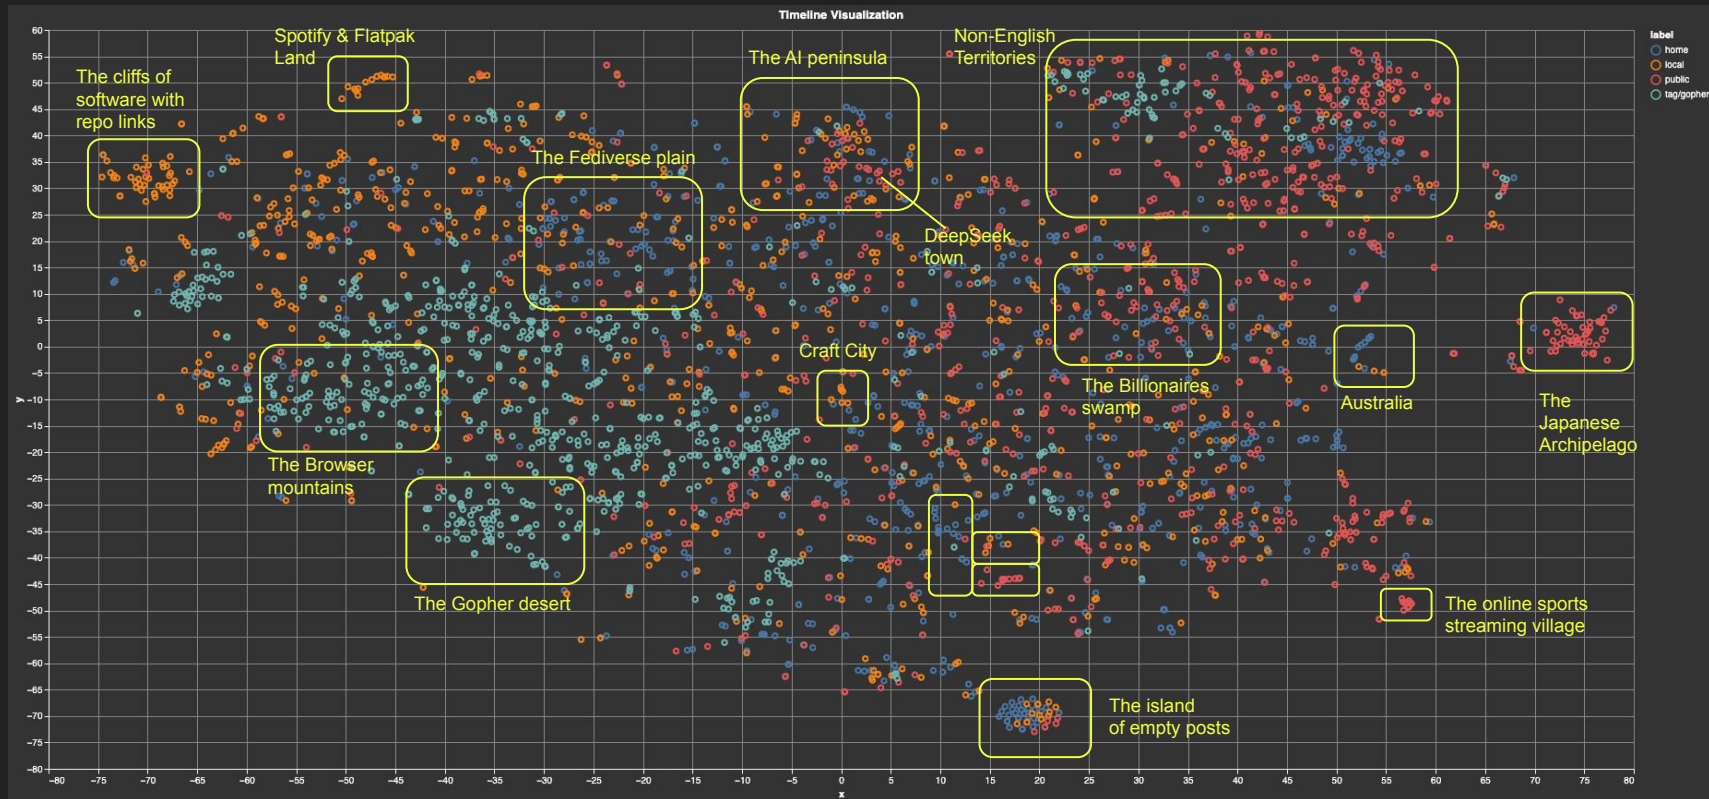 Timeline Visualization
Spotify & Flatpak
Land
The cliffs of
software with
repo links
The AI peninsula
Non-English
Territories
The Fediverse plain
DeepSeek
town
Craft City
The Billionaires
swamp
Australia
The
Japanese
Archipelago
The Browser
mountains
The Gopher desert
The online sports
streaming village
The island
of empty posts
label
home
local
public
tag/gopher
y
60
55
50
45
40
35
30
25
20
15
10
5
0
−5
−10
−15
−20
−25
−30
−35
−40
−45
−50
−55
−60
−65
−70
−75
−80
−80 −75 −70 −65 −60 −55 −50 −45 −40 −35 −30 −25 −20 −15 −10 −5 0 5 10 15 20 25 30 35 40 45 50 55 60 65 70 75 80
x